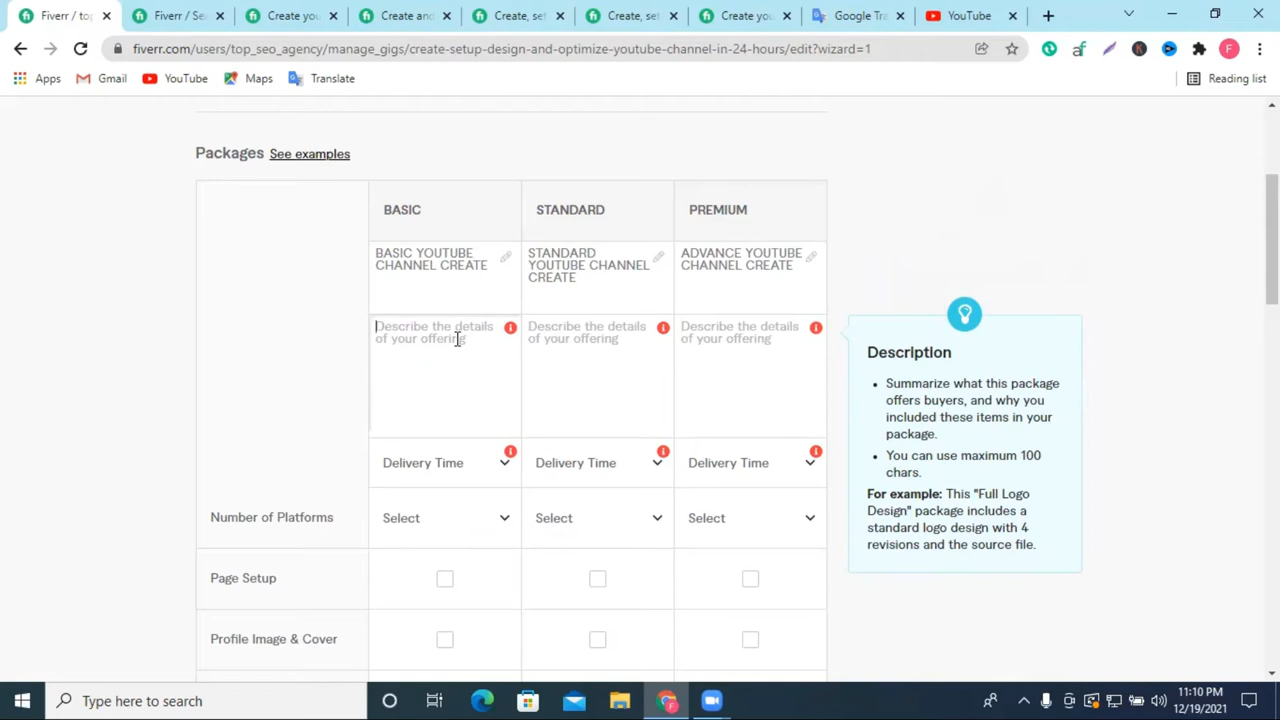 Fiverr / top
Fiverr / Se
Create you
Create and
Create, set
Create, set
Create you
Google Tra
YouTube
fiverr.com/users/top_seo_agency/manage_gigs/create-setup-design-and-optimize-youtube-channel-in-24-hours/edit?wizard=1
Apps
Gmail
YouTube
Maps
Translate
Reading list
Packages See examples
BASIC
STANDARD
PREMIUM
BASIC YOUTUBE
CHANNEL CREATE
STANDARD
YOUTUBE CHANNEL
CREATE
ADVANCE YOUTUBE
CHANNEL CREATE
Describe the details
of your offering
Describe the details
of your offering
Describe the details
of your offering
Description
Summarize what this package
offers buyers, and why you
included these items in your
package.
You can use maximum 100
chars.
For example: This "Full Logo
Design" package includes a
standard logo design with 4
revisions and the source file.
Delivery Time
Delivery Time
Delivery Time
Number of Platforms
Select
Select
Select
Page Setup
Profile Image & Cover
Type here to search
11:10 PM
12/19/2021